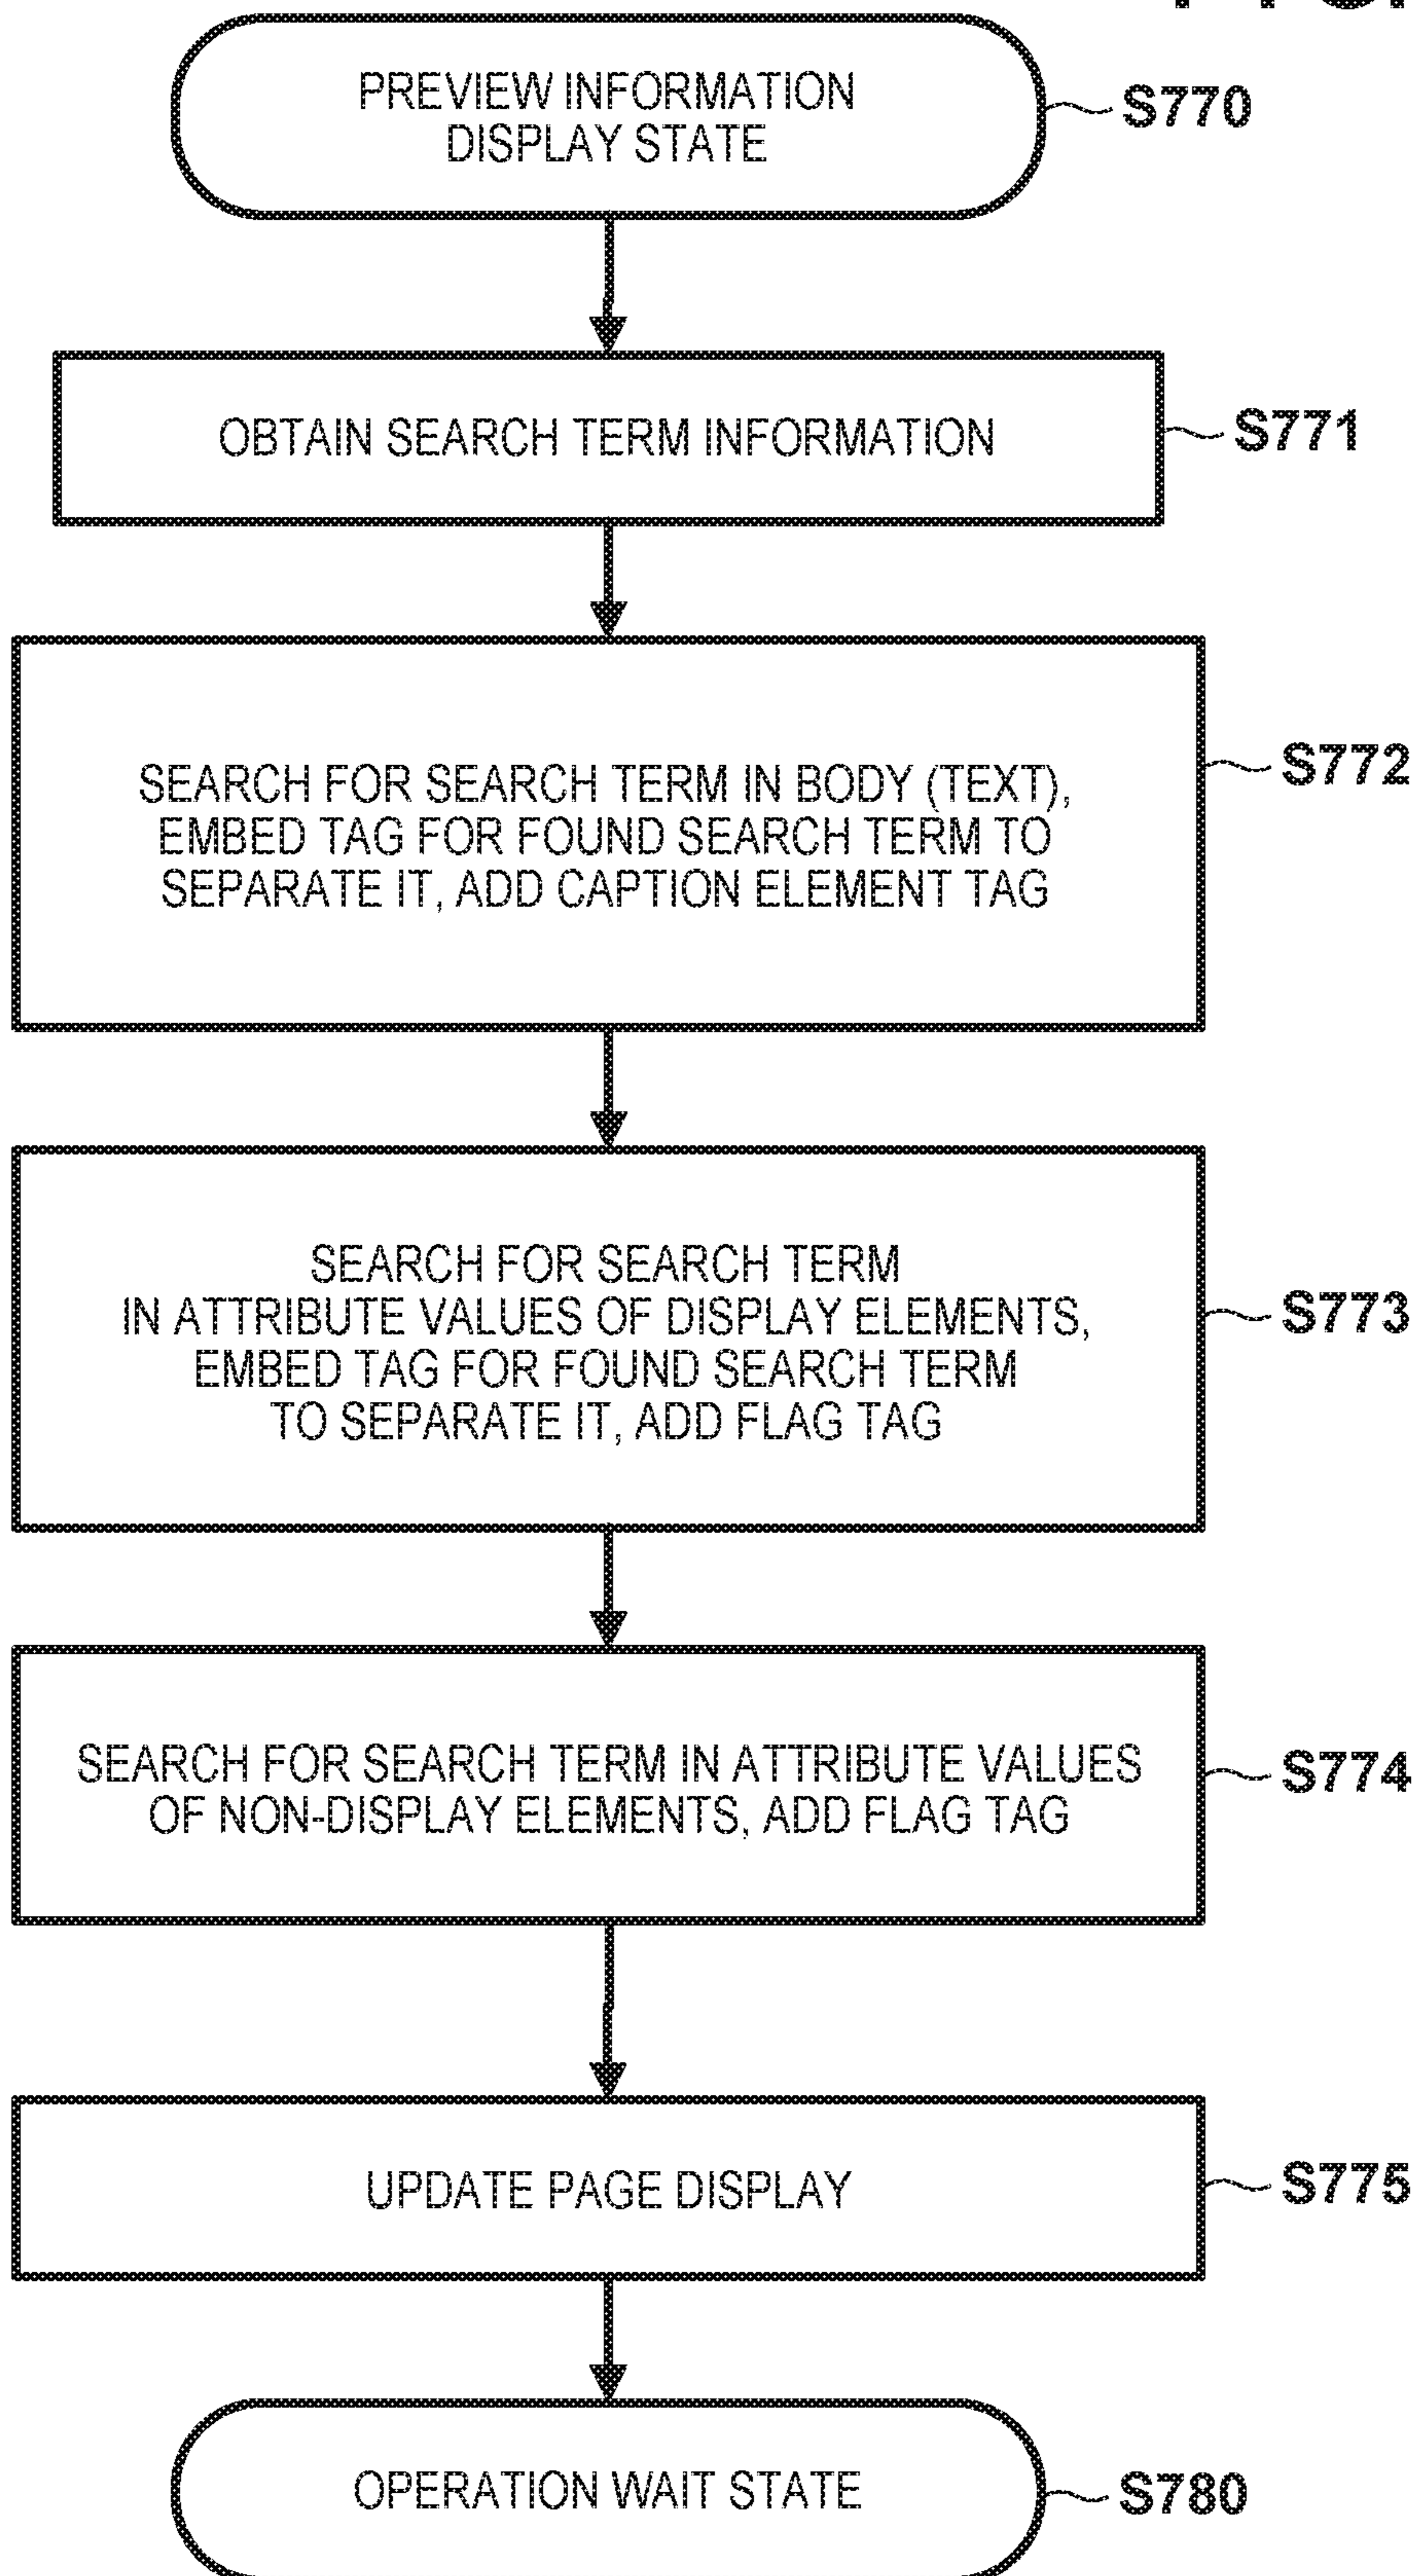 PREVIEW INFORMATION
DISPLAY STATE
S770
OBTAIN SEARCH TERM INFORMATION
S771
SEARCH FOR SEARCH TERM IN BODY (TEXT),
EMBED TAG FOR FOUND SEARCH TERM TO
SEPARATE IT, ADD CAPTION ELEMENT TAG
S772
SEARCH FOR SEARCH TERM
IN ATTRIBUTE VALUES OF DISPLAY ELEMENTS,
EMBED TAG FOR FOUND SEARCH TERM
TO SEPARATE IT, ADD FLAG TAG
S773
SEARCH FOR SEARCH TERM IN ATTRIBUTE VALUES
OF NON-DISPLAY ELEMENTS, ADD FLAG TAG
S774
UPDATE PAGE DISPLAY
S775
OPERATION WAIT STATE
S780